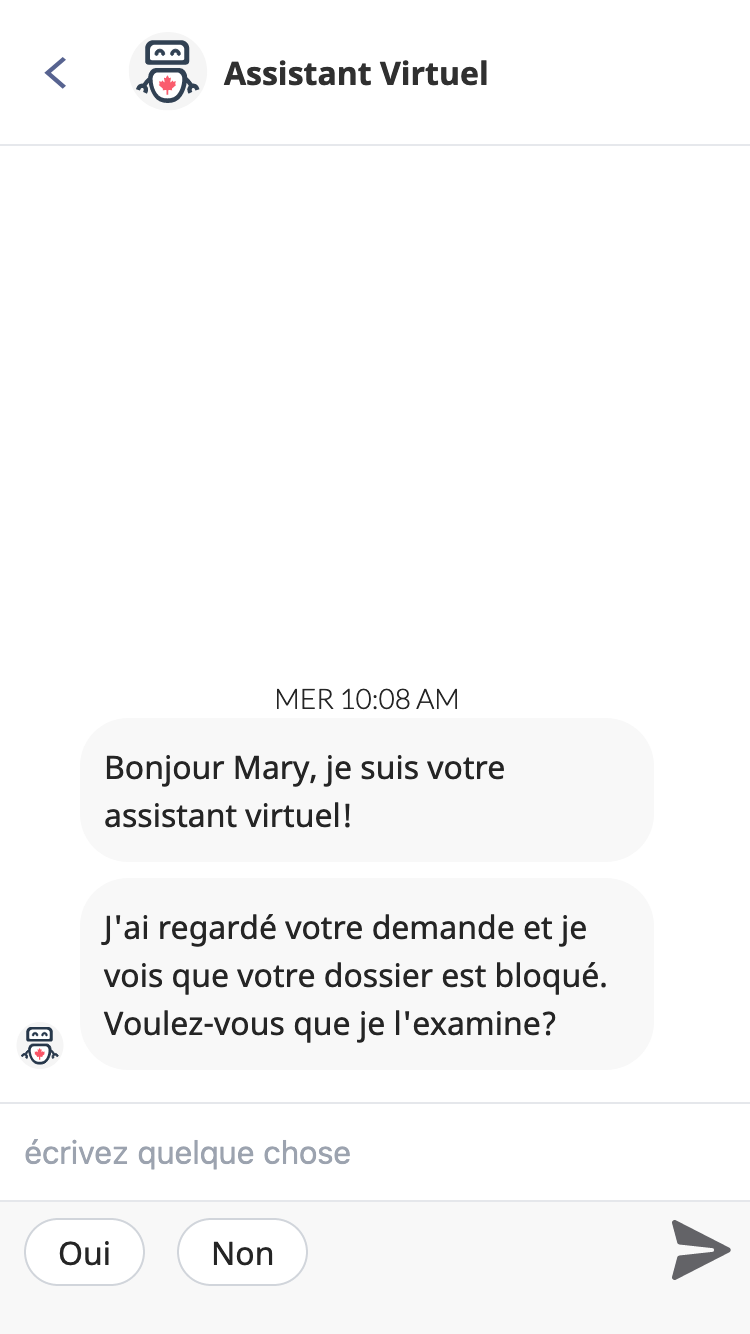 Assistant Virtuel
MER 10:08 AM
Bonjour Mary, je suis votre
assistant virtuel!
J'ai regardé votre demande et je
vois que votre dossier est bloqué.
Voulez-vous que je l'examine?
écrivez quelque chose
Oui
Non